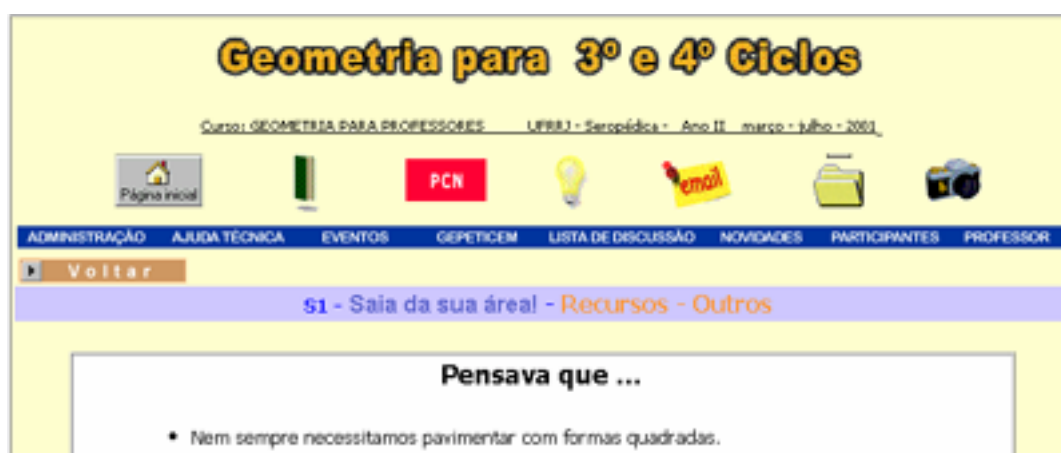 Geometria para 3º e 4º Ciclos
Curso: GEOMETRIA PARA PROFESSORES UFRRJ - Seropédica - Ano II março - julho - 2001
Página inicial
PCN
email
ADMINISTRAÇÃO AJUDA TÉCNICA EVENTOS GEPETICEM LISTA DE DISCUSSÃO NOVIDADES PARTICIPANTES PROFESSOR
Voltar
S1 - Saia da sua área! - Recursos - Outros
Pensava que ...
• Nem sempre necessitamos pavimentar com formas quadradas.